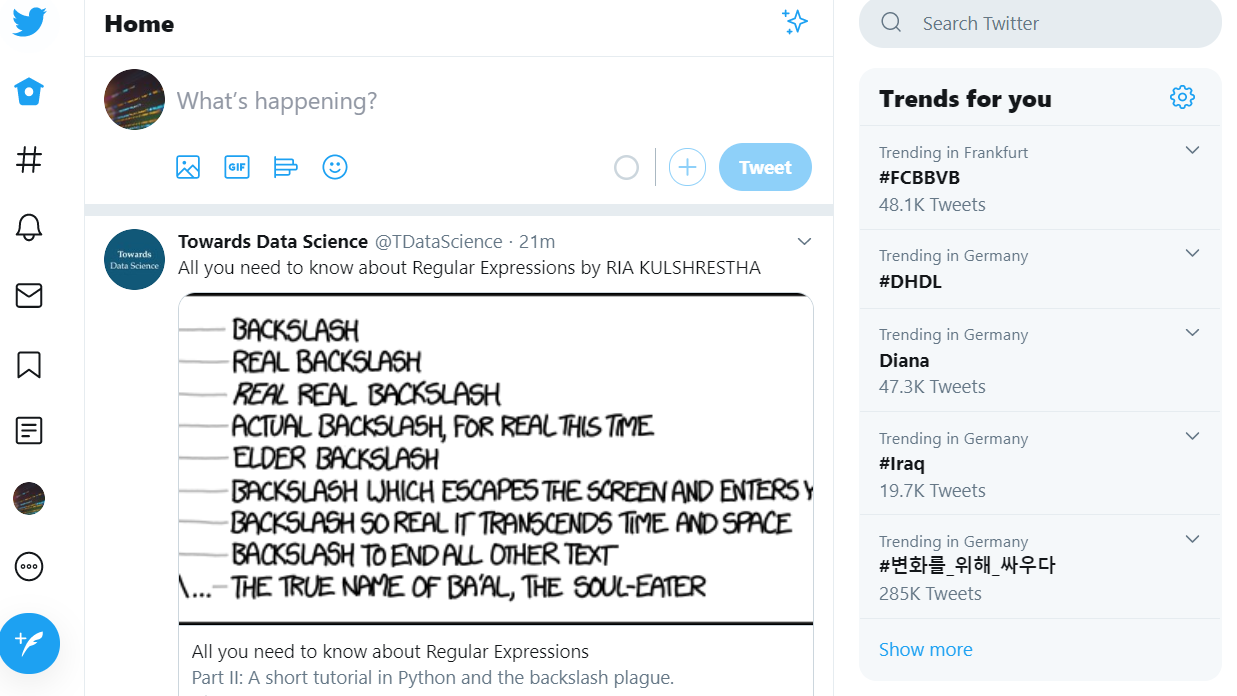 Home
What's happening?
GIF
Tweet
Towards Data Science
Towards Data Science @TDataScience · 21m
All you need to know about Regular Expressions by RIA KULSHRESTHA
BACKSLASH
REAL BACKSLASH
REAL REAL BACKSLASH
ACTUAL BACKSLASH, FOR REAL THIS TIME
ELDER BACKSLASH
BACKSLASH WHICH ESCAPES THE SCREEN AND ENTERS Y
BACKSLASH SO REAL IT TRANSCENDS TIME AND SPACE
BACKSLASH TO END ALL OTHER TEXT
\...– THE TRUE NAME OF BA'AL, THE SOUL-EATER
All you need to know about Regular Expressions
Part II: A short tutorial in Python and the backslash plague.
Search Twitter
Trends for you
Trending in Frankfurt
#FCBBVB
48.1K Tweets
Trending in Germany
#DHDL
Trending in Germany
Diana
47.3K Tweets
Trending in Germany
#Iraq
19.7K Tweets
Trending in Germany
#변화를_위해_싸우다
285K Tweets
Show more